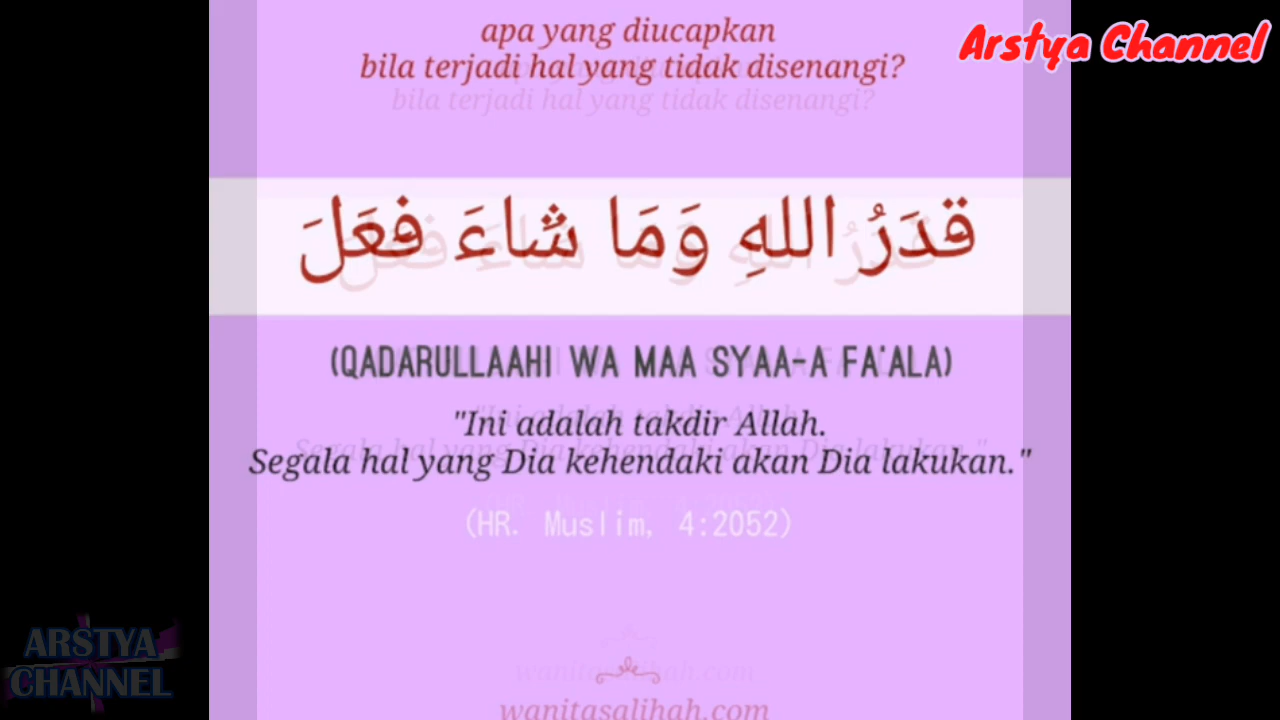 apa yang diucapkan
bila terjadi hal yang tidak disenangi?
Arstya Channel
قَدَرُ اللهِ وَمَا شَاءَ فَعَلَ
(QADARULLAAHI WA MAA SYAA-A FA'ALA)
"Ini adalah takdir Allah.
Segala hal yang Dia kehendaki akan Dia lakukan."
(HR. Muslim, 4:2052)
wanitasalihah.com
ARSTYA
CHANNEL